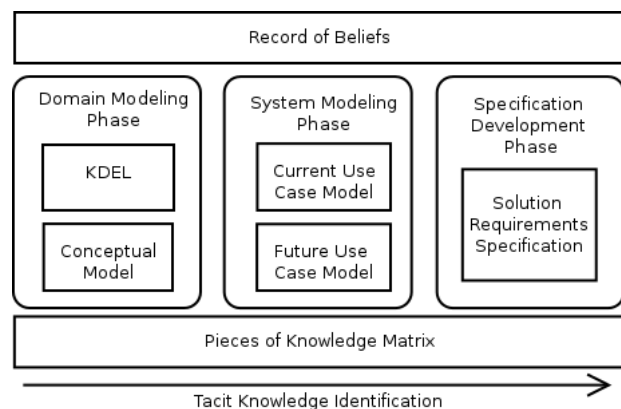 Record of Beliefs
Domain Modeling
Phase
KDEL
Conceptual
Model
System Modeling
Phase
Current Use
Case Model
Future Use
Case Model
Specification
Development
Phase
Solution
Requirements
Specification
Pieces of Knowledge Matrix
Tacit Knowledge Identification